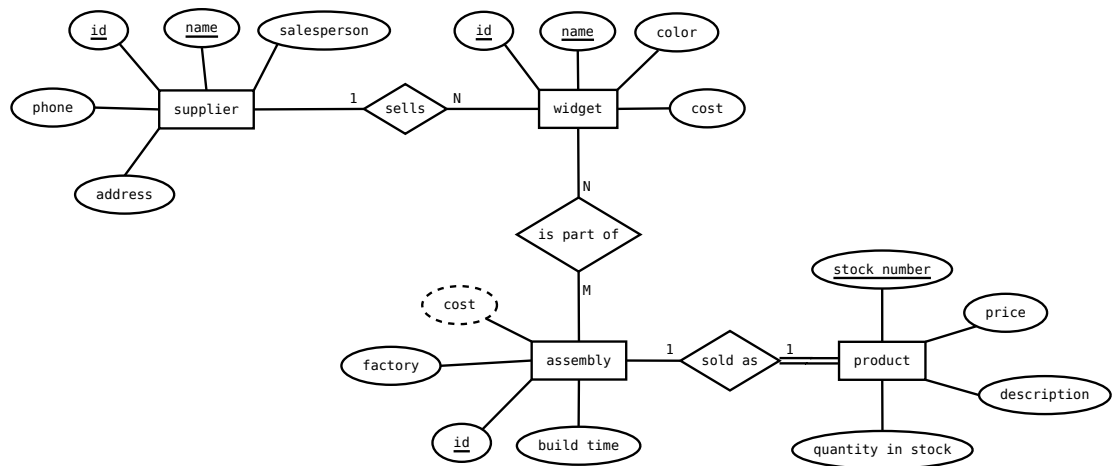 id
name
salesperson
id
name
color
phone
supplier
1
sells
N
widget
cost
address
N
is part of
M
stock number
cost
price
factory
assembly
1
sold as
1
product
description
id
build time
quantity in stock